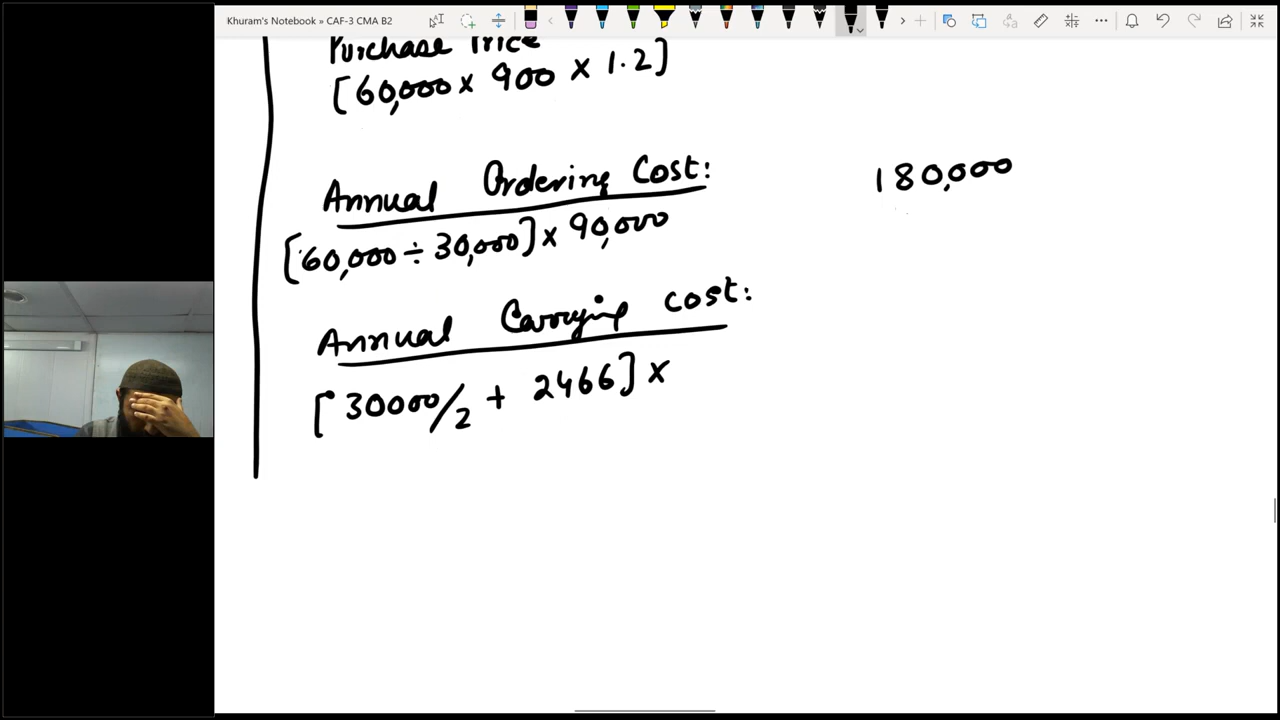 Khuram's Notebook » CAF-3 CMA B2
Purchase Price
[60,000 × 900 × 1.2]
Annual Ordering Cost: 180,000
[60,000 ÷ 30,000] × 90,000
Annual Carrying Cost:
[30000/2 + 2466] ×